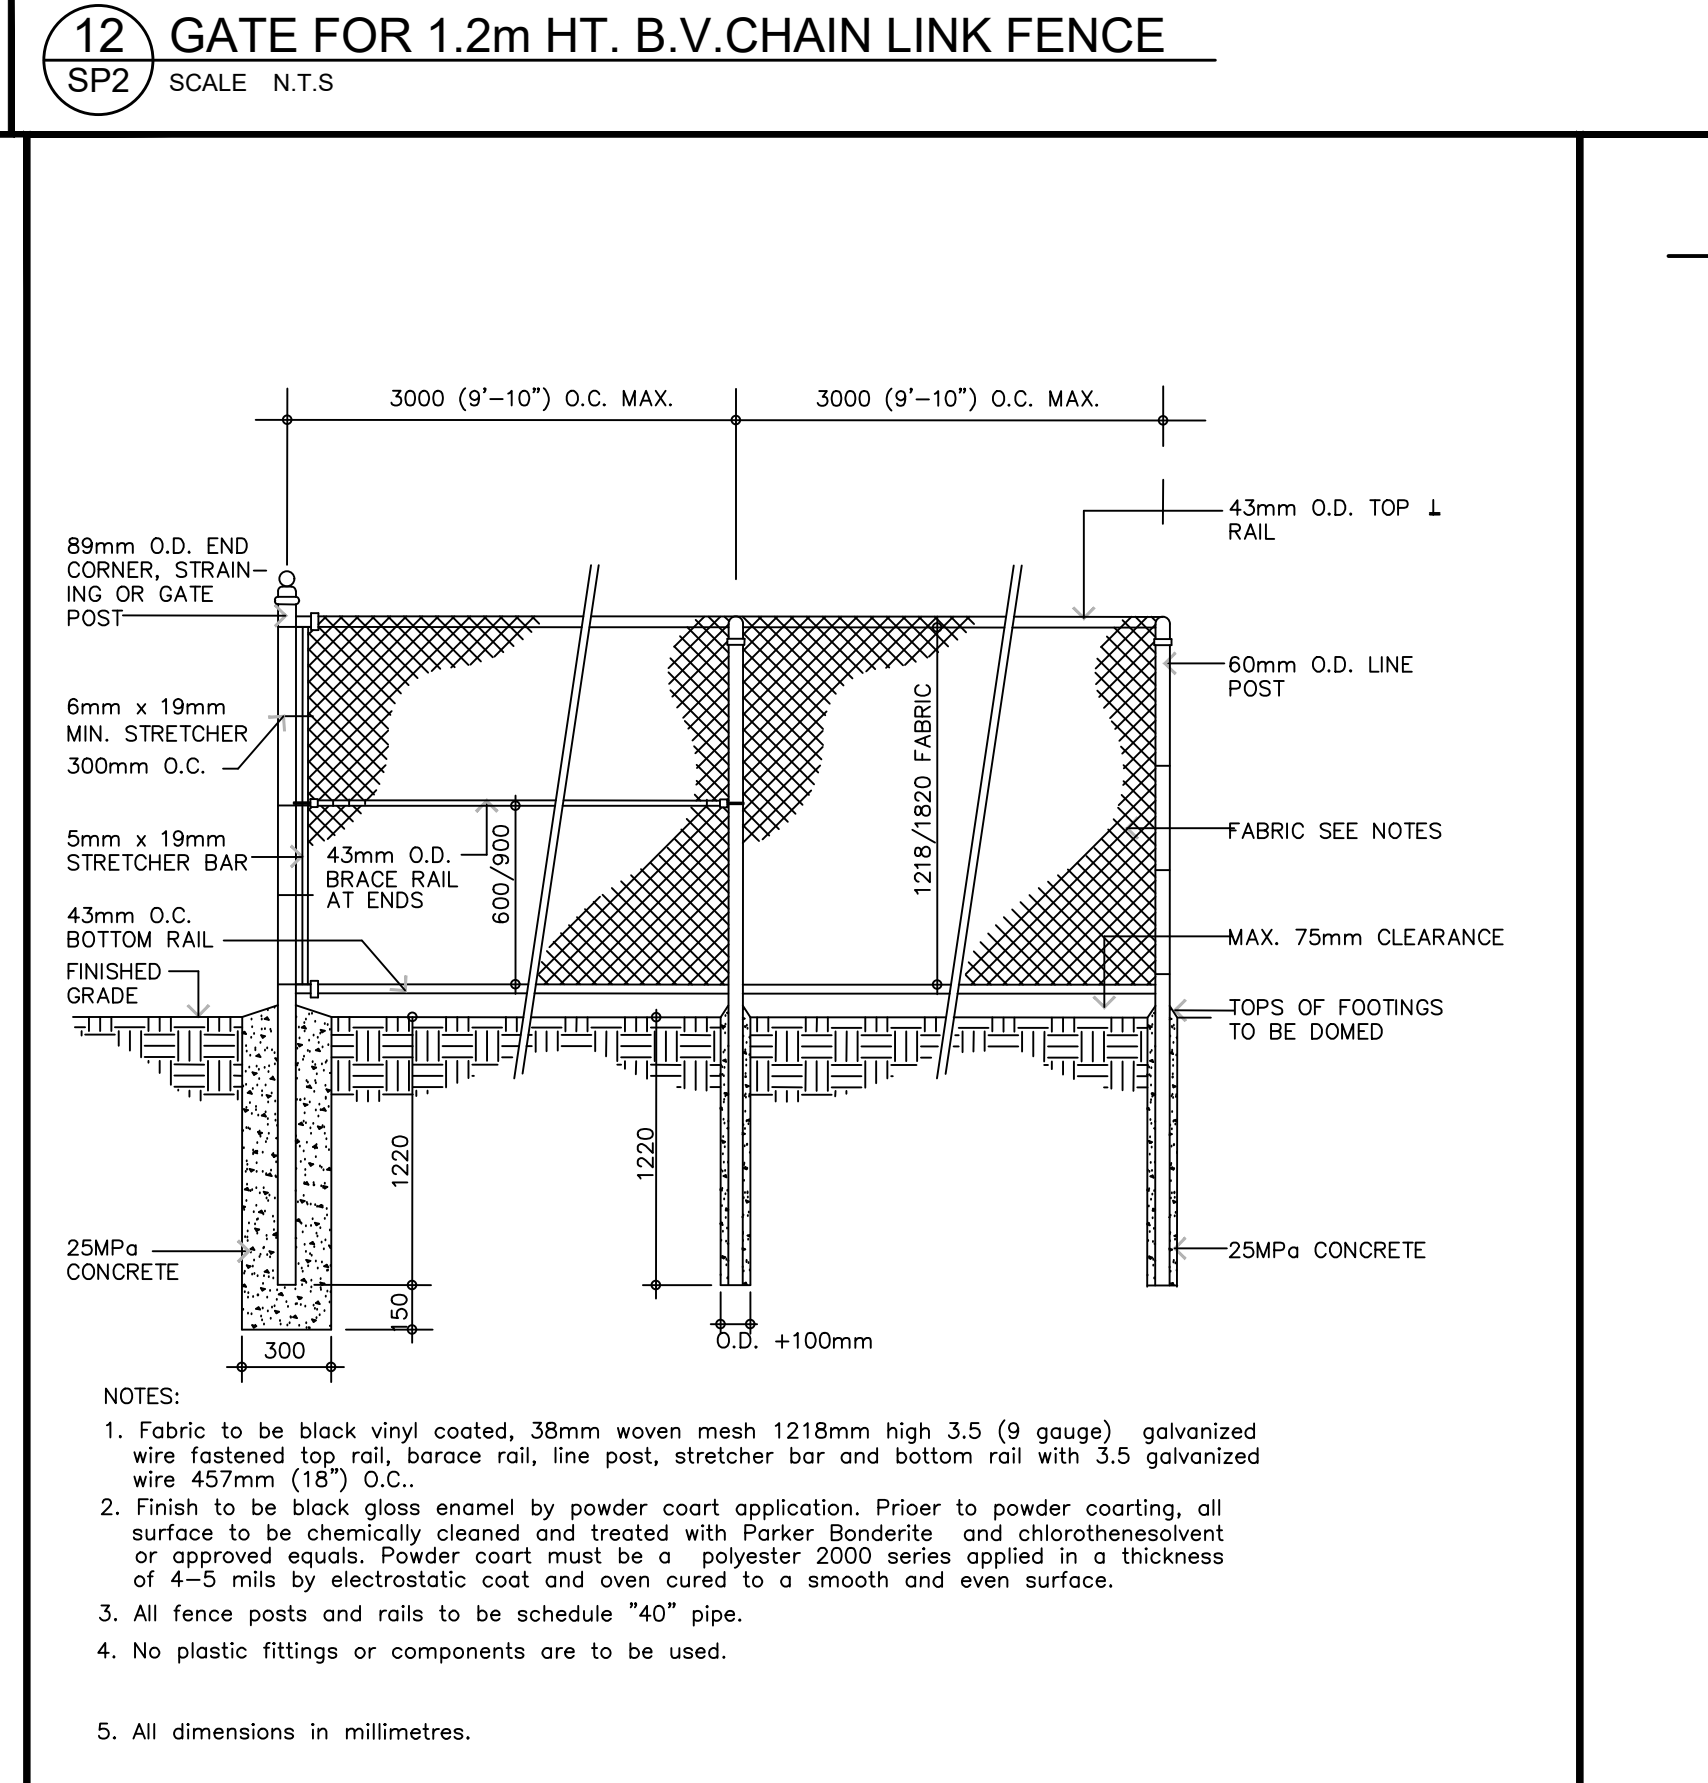 12
SP2
GATE FOR 1.2m HT. B.V.CHAIN LINK FENCE
SCALE N.T.S
3000 (9'-10") O.C. MAX.
3000 (9'-10") O.C. MAX.
43mm O.D. TOP ⊥
RAIL
89mm O.D. END
CORNER, STRAIN-
ING OR GATE
POST
60mm O.D. LINE
POST
6mm x 19mm
MIN. STRETCHER
300mm O.C.
1218/1820 FABRIC
5mm x 19mm
STRETCHER BAR
43mm O.D.
BRACE RAIL
AT ENDS
600/900
FABRIC SEE NOTES
43mm O.C.
BOTTOM RAIL
MAX. 75mm CLEARANCE
FINISHED
GRADE
TOPS OF FOOTINGS
TO BE DOMED
1220
1220
25MPa
CONCRETE
25MPa CONCRETE
150
O.D. +100mm
300
NOTES:
1. Fabric to be black vinyl coated, 38mm woven mesh 1218mm high 3.5 (9 gauge) galvanized
wire fastened top rail, barace rail, line post, stretcher bar and bottom rail with 3.5 galvanized
wire 457mm (18") O.C..
2. Finish to be black gloss enamel by powder coart application. Prioer to powder coarting, all
surface to be chemically cleaned and treated with Parker Bonderite and chlorothenesolvent
or approved equals. Powder coart must be a polyester 2000 series applied in a thickness
of 4-5 mils by electrostatic coat and oven cured to a smooth and even surface.
3. All fence posts and rails to be schedule "40" pipe.
4. No plastic fittings or components are to be used.
5. All dimensions in millimetres.